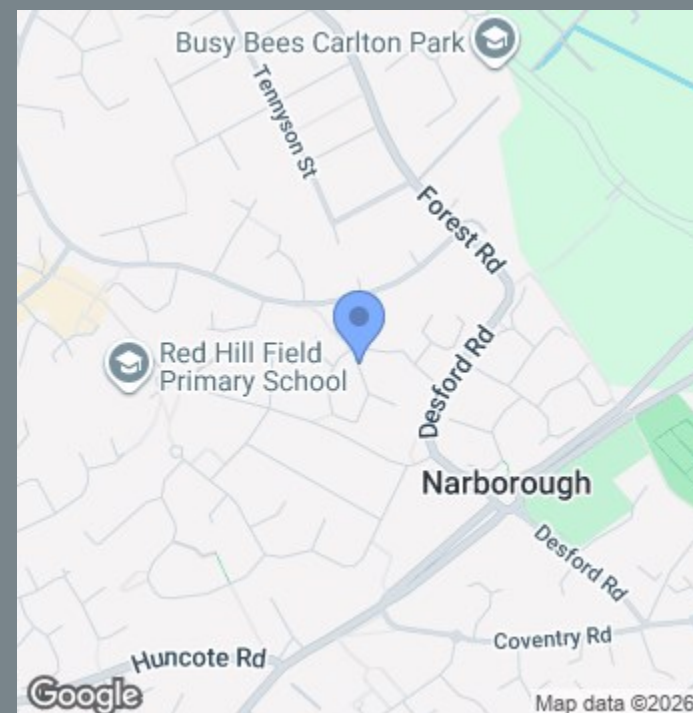 Busy Bees Carlton Park
Tennyson St
Forest Rd
Red Hill Field
Primary School
Desford Rd
Narborough
Desford Rd
Coventry Rd
Huncote Rd
Google
Map data ©2026